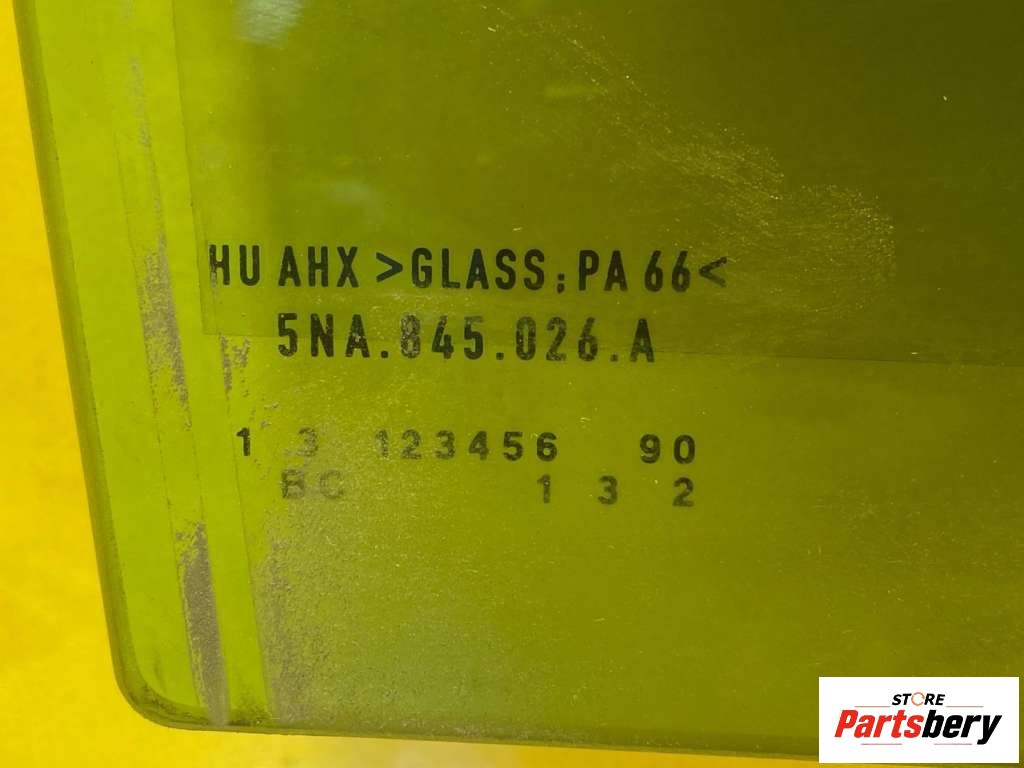 HU AHX >GLASS;PA 66<
5NA.845.026.A
1 3 123456 90
BC 1 3 2
STORE
Partsbery